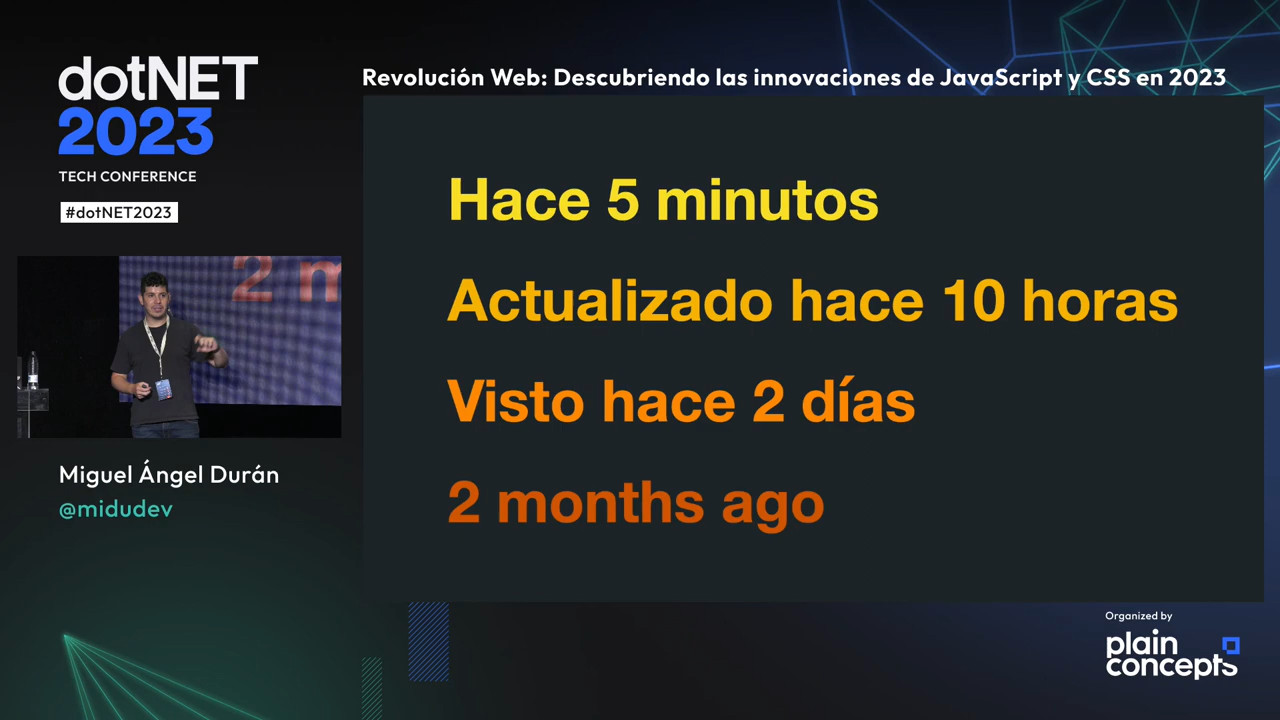 dotNET
2023
TECH CONFERENCE
#dotNET2023
Revolución Web: Descubriendo las innovaciones de JavaScript y CSS en 2023
Hace 5 minutos
Actualizado hace 10 horas
Visto hace 2 días
2 months ago
2 m
Miguel Ángel Durán
@midudev
Organized by
plain
concepts